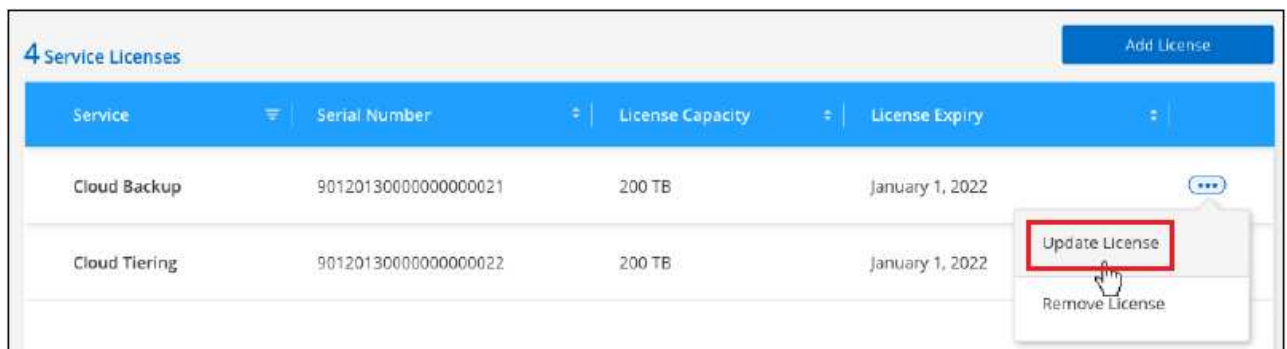 4 Service Licenses
Add License
Service Serial Number License Capacity License Expiry
Cloud Backup 90120130000000000021 200 TB January 1, 2022
Update License
Cloud Tiering 90120130000000000022 200 TB January 1, 2022
Remove License